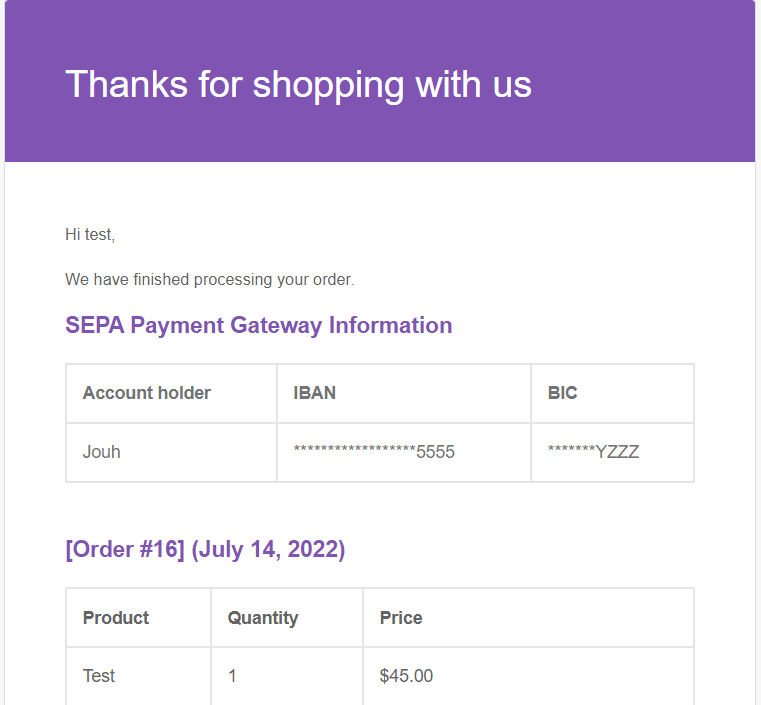 Thanks for shopping with us
Hi test,
We have finished processing your order.
SEPA Payment Gateway Information
Account holder IBAN BIC
Jouh ******************5555 *******YZZZ
[Order #16] (July 14, 2022)
Product Quantity Price
Test 1 $45.00